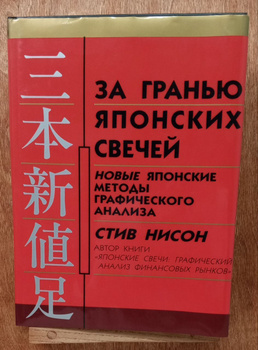 三本新値足
ЗА ГРАНЬЮ
ЯПОНСКИХ
СВЕЧЕЙ
НОВЫЕ ЯПОНСКИЕ
МЕТОДЫ
ГРАФИЧЕСКОГО
АНАЛИЗА
СТИВ НИСОН
АВТОР КНИГИ
«ЯПОНСКИЕ СВЕЧИ: ГРАФИЧЕСКИЙ
АНАЛИЗ ФИНАНСОВЫХ РЫНКОВ»